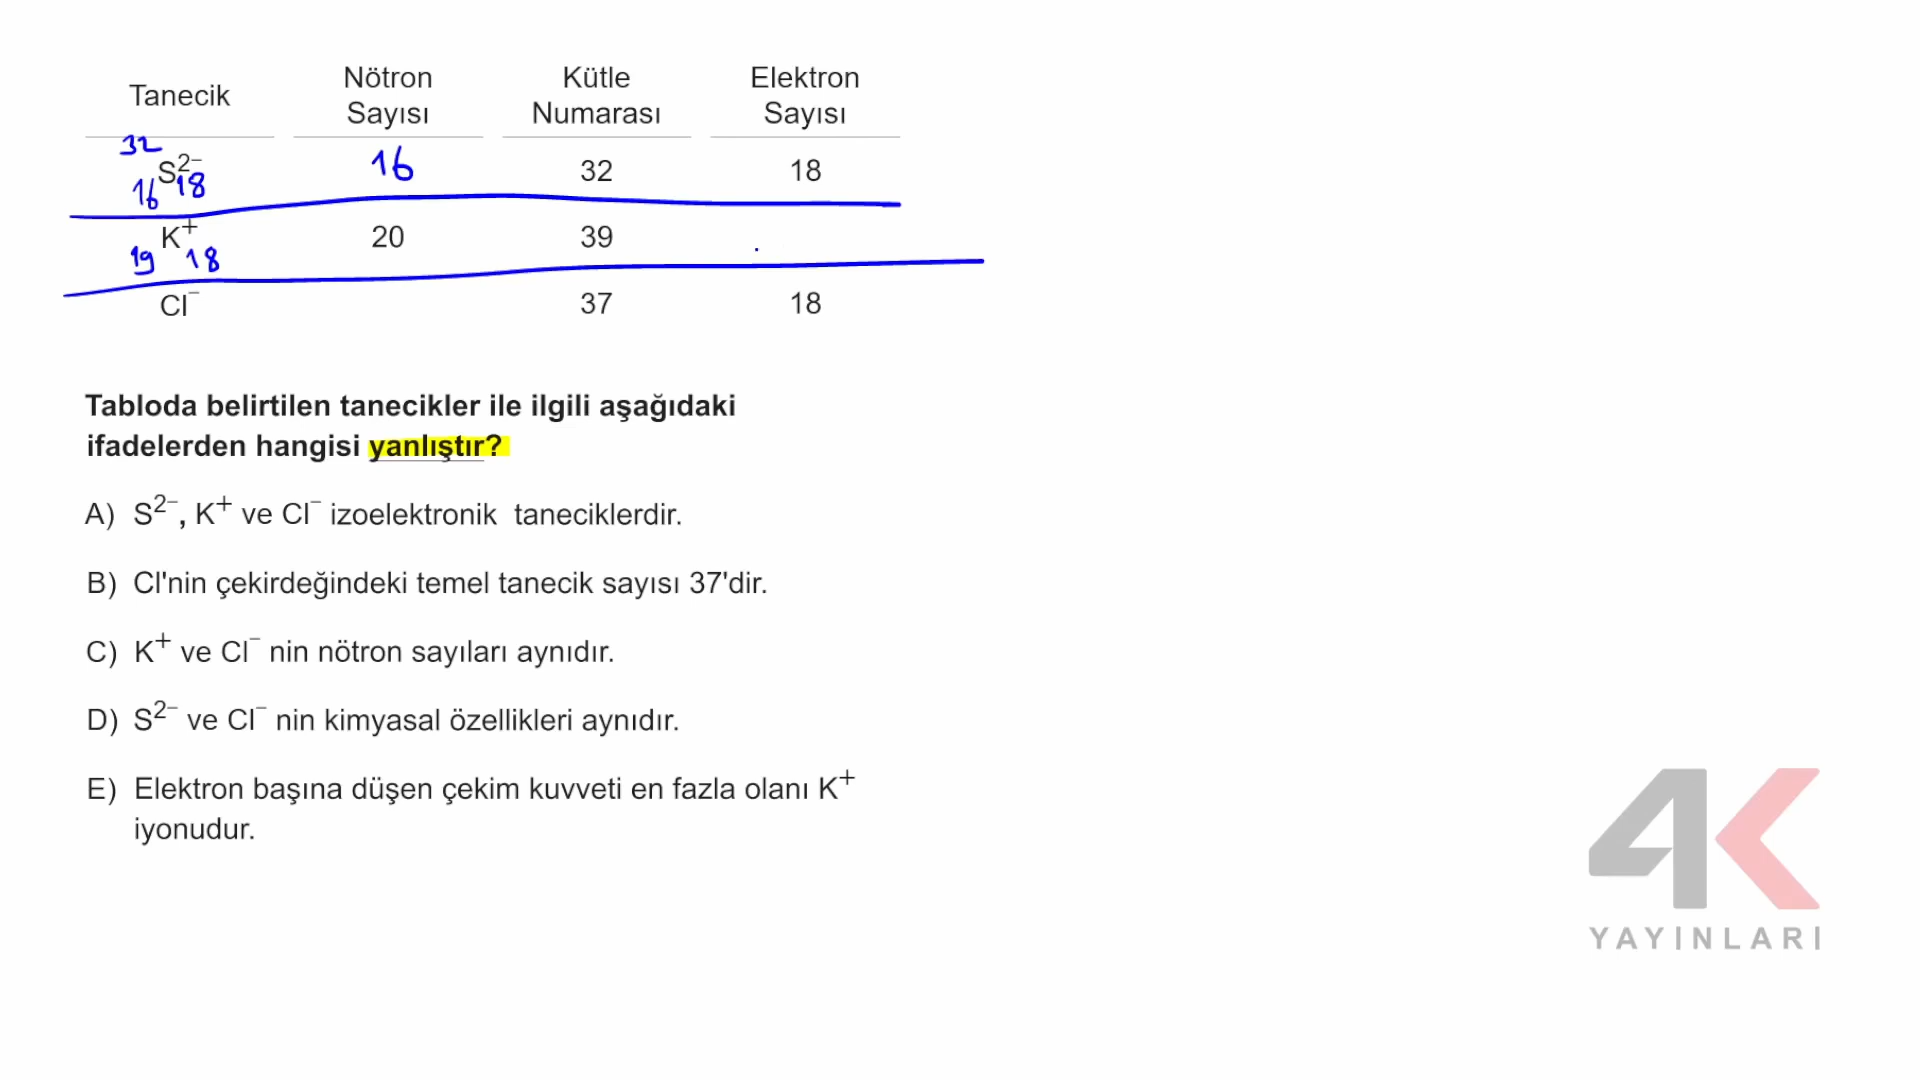 Tanecik Nötron Sayısı Kütle Numarası Elektron Sayısı
32
S²⁻ 16 32 18
16 18
K⁺ 20 39
19 18
Cl⁻ 37 18
Tabloda belirtilen tanecikler ile ilgili aşağıdaki
ifadelerden hangisi yanlıştır?
A) S²⁻, K⁺ ve Cl⁻ izoelektronik taneciklerdir.
B) Cl'nin çekirdeğindeki temel tanecik sayısı 37'dir.
C) K⁺ ve Cl⁻ nin nötron sayıları aynıdır.
D) S²⁻ ve Cl⁻ nin kimyasal özellikleri aynıdır.
E) Elektron başına düşen çekim kuvveti en fazla olanı K⁺
iyonudur.
4K
YAYINLARI